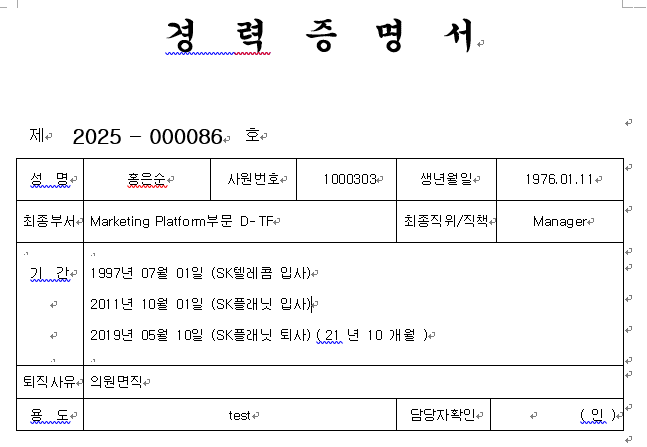 경 력 증 명 서
제 2025 - 000086 호
성 명 홍은순 사원번호 1000303 생년월일 1976.01.11
최종부서 Marketing Platform부문 D-TF 최종직위/직책 Manager
기 간
1997년 07월 01일 (SK텔레콤 입사)
2011년 10월 01일 (SK플래닛 입사)
2019년 05월 10일 (SK플래닛 퇴사) ( 21 년 10 개월 )
퇴직사유 의원면직
용 도 test 담당자확인 ( 인 )